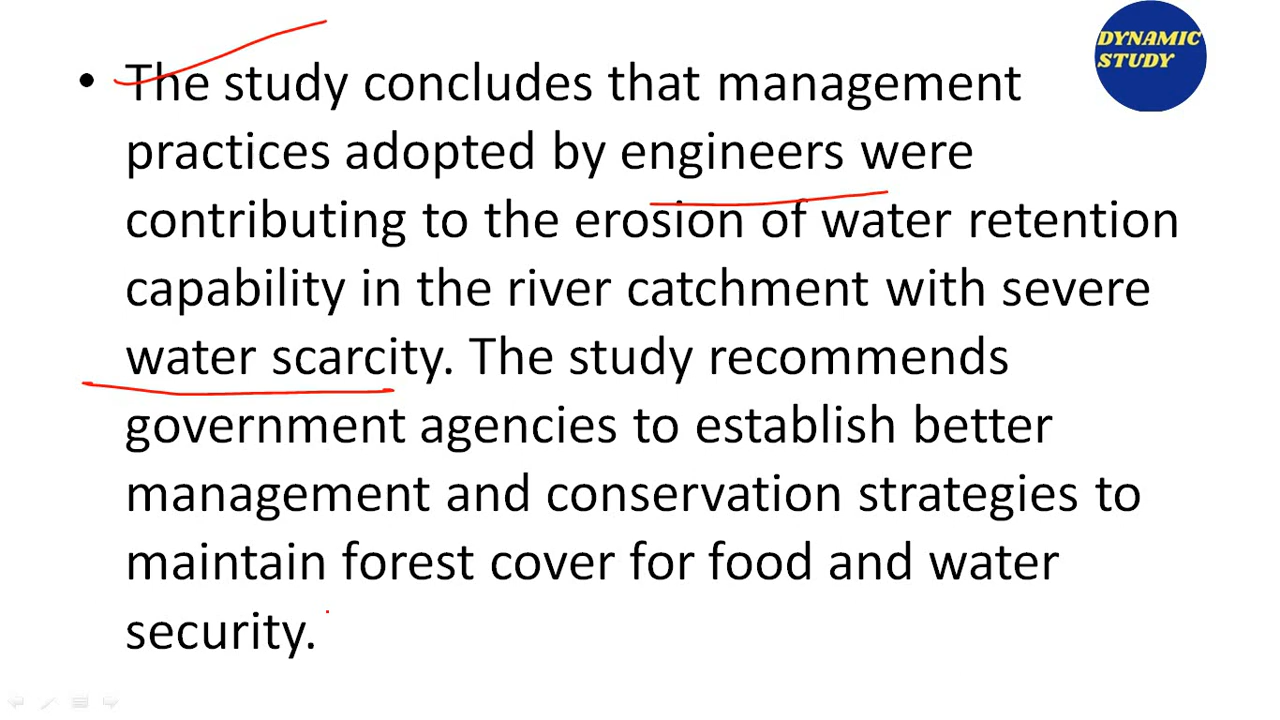 DYNAMIC
STUDY
• The study concludes that management
practices adopted by engineers were
contributing to the erosion of water retention
capability in the river catchment with severe
water scarcity. The study recommends
government agencies to establish better
management and conservation strategies to
maintain forest cover for food and water
security.